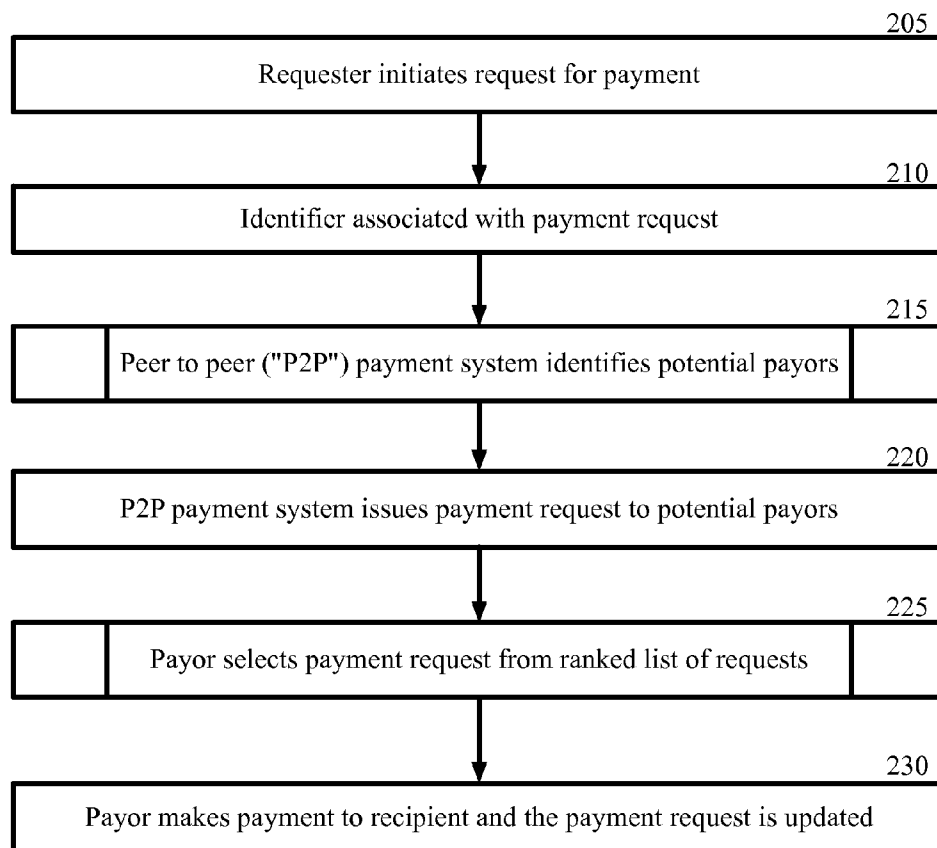 205
Requester initiates request for payment
210
Identifier associated with payment request
215
Peer to peer ("P2P") payment system identifies potential payors
220
P2P payment system issues payment request to potential payors
225
Payor selects payment request from ranked list of requests
230
Payor makes payment to recipient and the payment request is updated